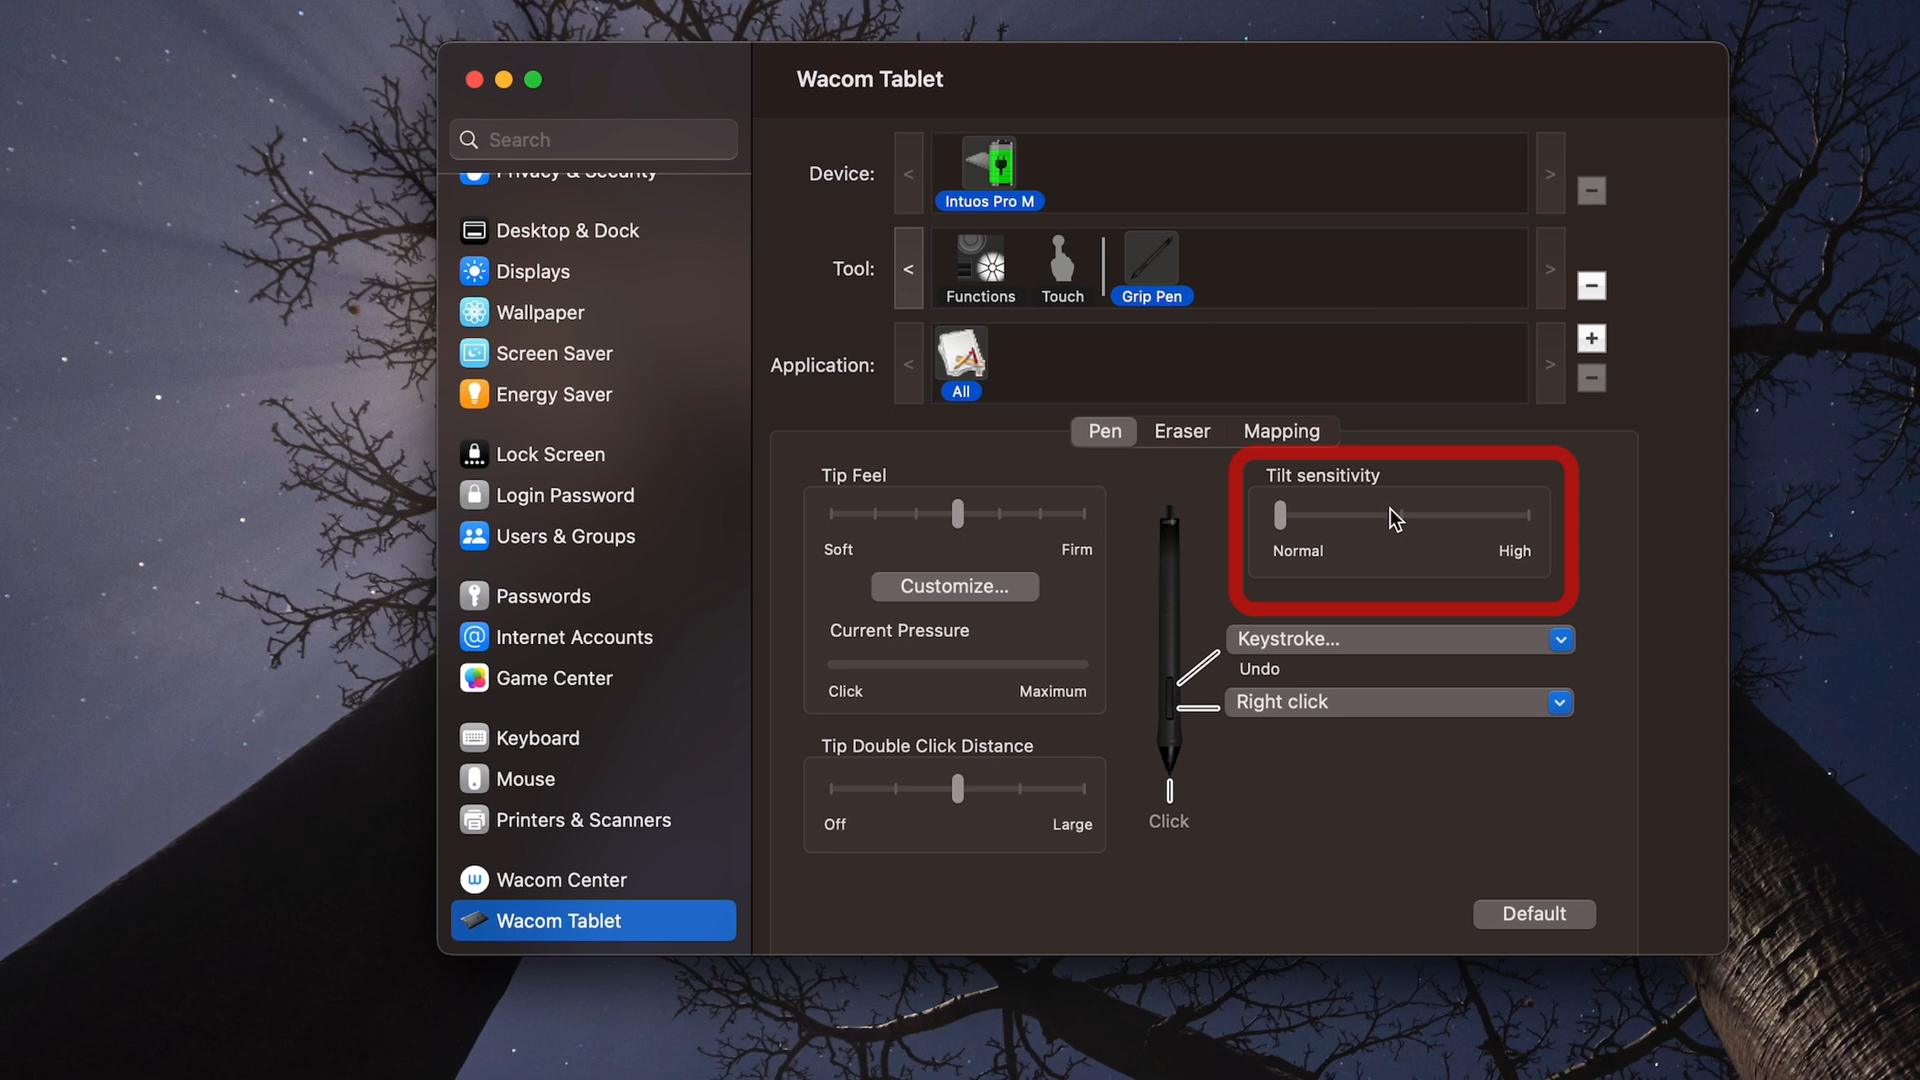 Wacom Tablet
Search
Privacy & Security
Desktop & Dock
Displays
Wallpaper
Screen Saver
Energy Saver
Lock Screen
Login Password
Users & Groups
Passwords
Internet Accounts
Game Center
Keyboard
Mouse
Printers & Scanners
Wacom Center
Wacom Tablet
Device:
<
Intuos Pro M
>
Tool:
<
Functions
Touch
Grip Pen
>
Application:
<
All
>
Pen
Eraser
Mapping
Tip Feel
Soft
Firm
Customize...
Current Pressure
Click
Maximum
Tip Double Click Distance
Off
Large
Click
Tilt sensitivity
Normal
High
Keystroke...
Undo
Right click
Default